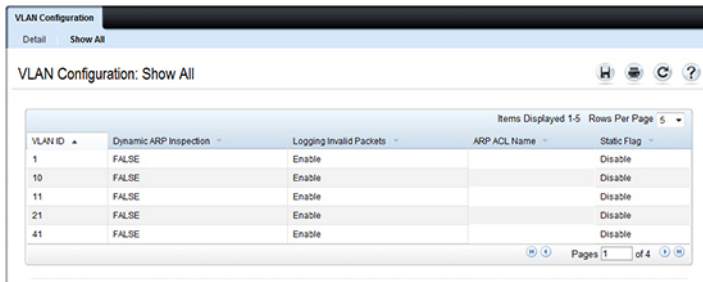 VLAN Configuration
Detail Show All
VLAN Configuration: Show All
?
Items Displayed 1-5 Rows Per Page 5
VLAN ID Dynamic ARP Inspection Logging Invalid Packets ARP ACL Name Static Flag
1 FALSE Enable Disable
10 FALSE Enable Disable
11 FALSE Enable Disable
21 FALSE Enable Disable
41 FALSE Enable Disable
Pages 1 of 4